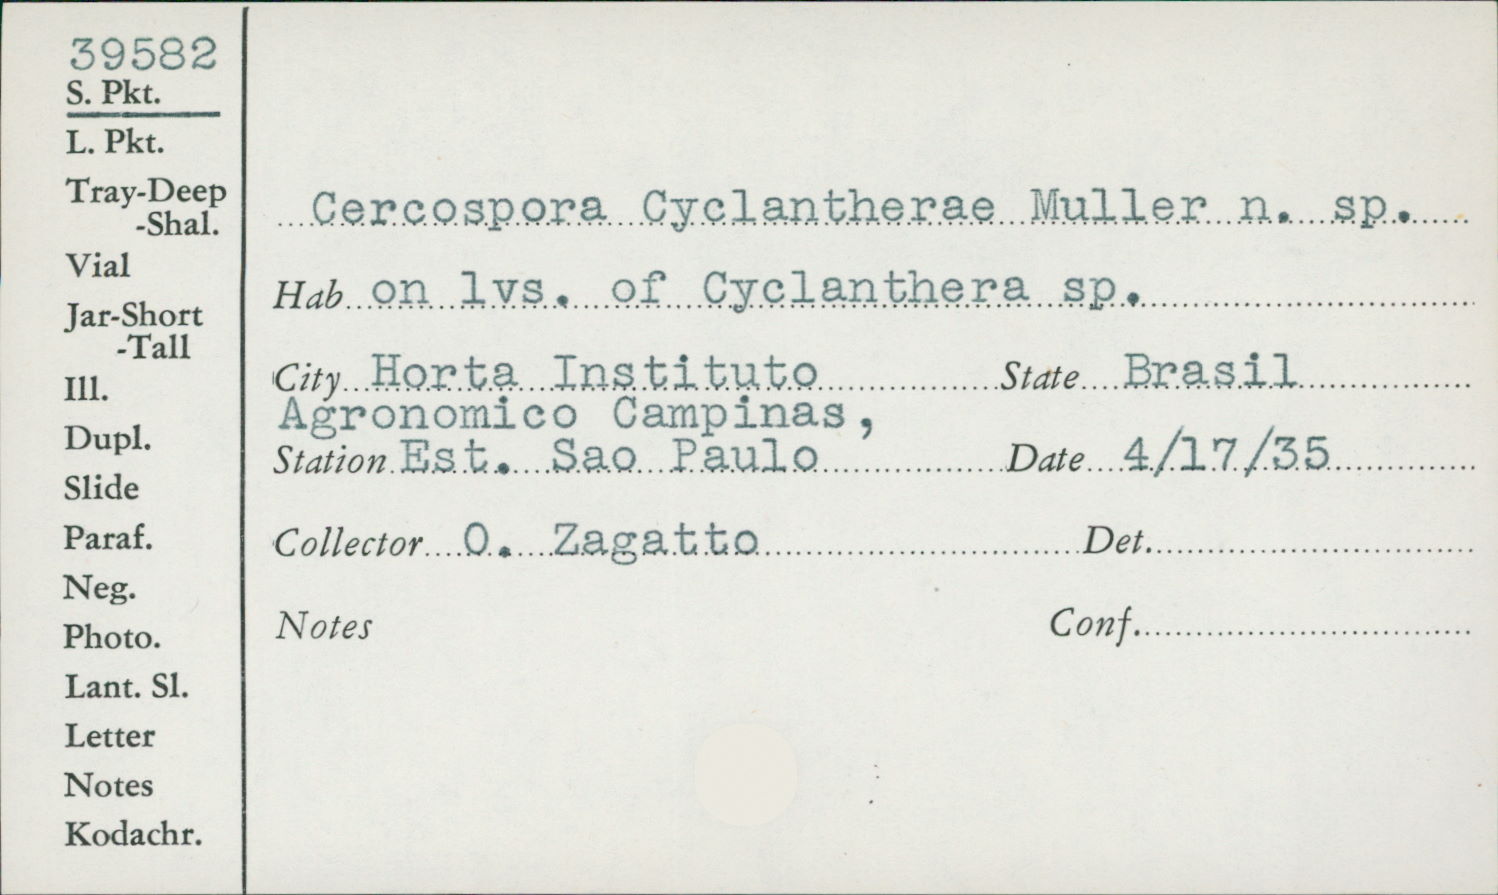 39582
S. Pkt.
L. Pkt.
Tray-Deep
-Shal.
Vial
Jar-Short
-Tall
Ill.
Dupl.
Slide
Paraf.
Neg.
Photo.
Lant. Sl.
Letter
Notes
Kodachr.
Cercospora Cyclantherae Muller n. sp.
Hab on lvs. of Cyclanthera sp.
City Horta Instituto State Brasil
Agronomico Campinas,
Station Est. Sao Paulo Date 4/17/35
Collector O. Zagatto Det.
Notes Conf.